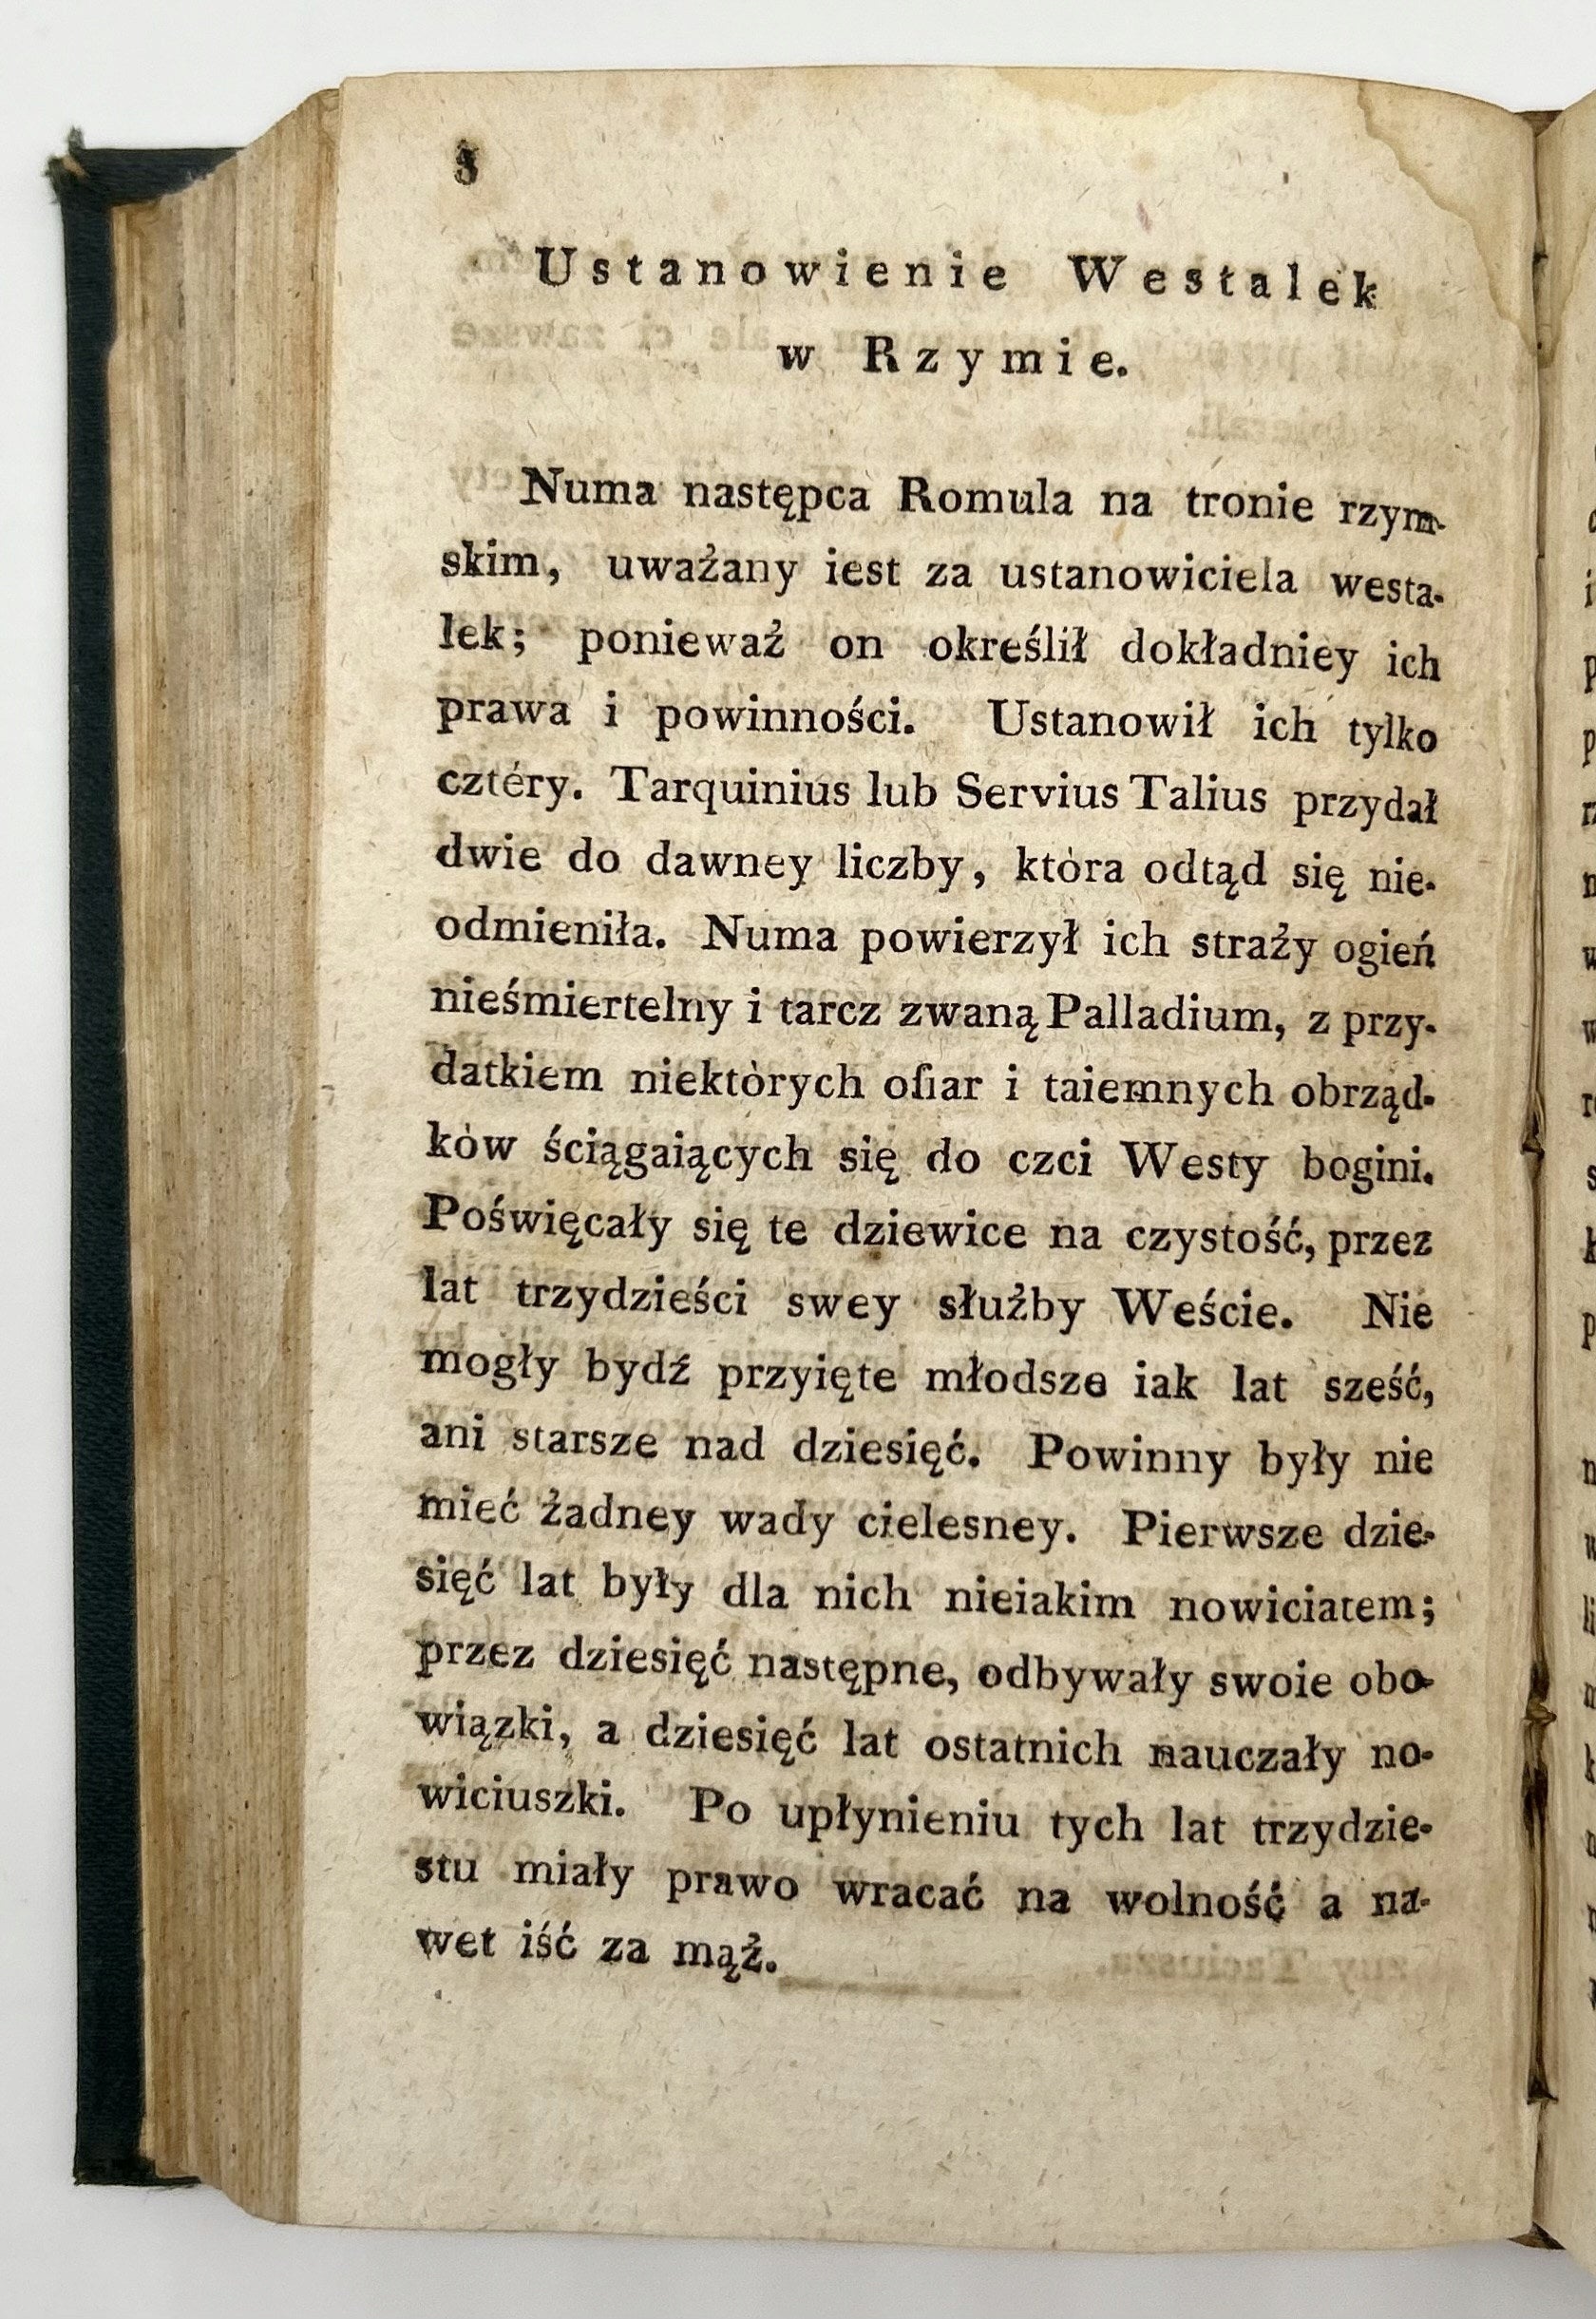 8
Ustanowienie Westalek
w Rzymie.
Numa następca Romula na tronie rzym-
skim, uważany iest za ustanowiciela westa-
lek; ponieważ on określił dokładniey ich
prawa i powinności. Ustanowił ich tylko
cztéry. Tarquinius lub Servius Talius przydał
dwie do dawney liczby, która odtąd się nie-
odmieniła. Numa powierzył ich straży ogień
nieśmiertelny i tarcz zwaną Palladium, z przy-
datkiem niektòrych ofiar i taiemnych obrząd-
kòw ściągaiących się do czci Westy bogini.
Poświęcały się te dziewice na czystość, przez
lat trzydzieści swey służby Weście. Nie
mogły bydź przyięte młodsze iak lat sześć,
ani starsze nad dziesięć. Powinny były nie
mieć żadney wady cielesney. Pierwsze dzie-
sięć lat były dla nich nieiakim nowiciatem;
przez dziesięć następne, odbywały swoie obo-
wiązki, a dziesięć lat ostatnich nauczały no-
wiciuszki. Po upłynieniu tych lat trzydzie-
stu miały prawo wracać na wolność a na-
wet iść za mąż.